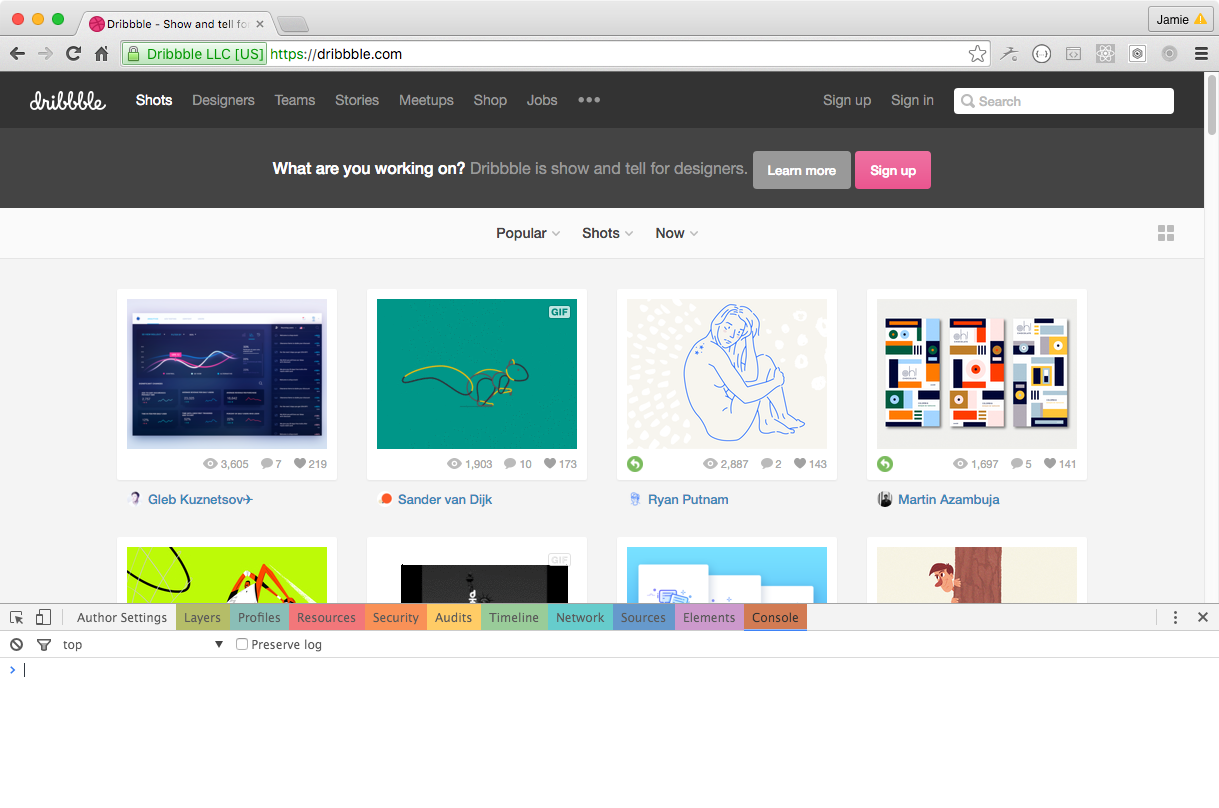 Dribbble - Show and tell for
Jamie
Dribbble LLC [US] https://dribbble.com
dribbble Shots Designers Teams Stories Meetups Shop Jobs ••• Sign up Sign in Search
What are you working on? Dribbble is show and tell for designers. Learn more Sign up
Popular Shots Now
GIF
oh! oh!
oh!
3,605 7 219 1,903 10 173 2,887 2 143 1,697 5 141
Gleb Kuznetsov✈ Sander van Dijk Ryan Putnam Martin Azambuja
GIF
Author Settings Layers Profiles Resources Security Audits Timeline Network Sources Elements Console
top Preserve log
>